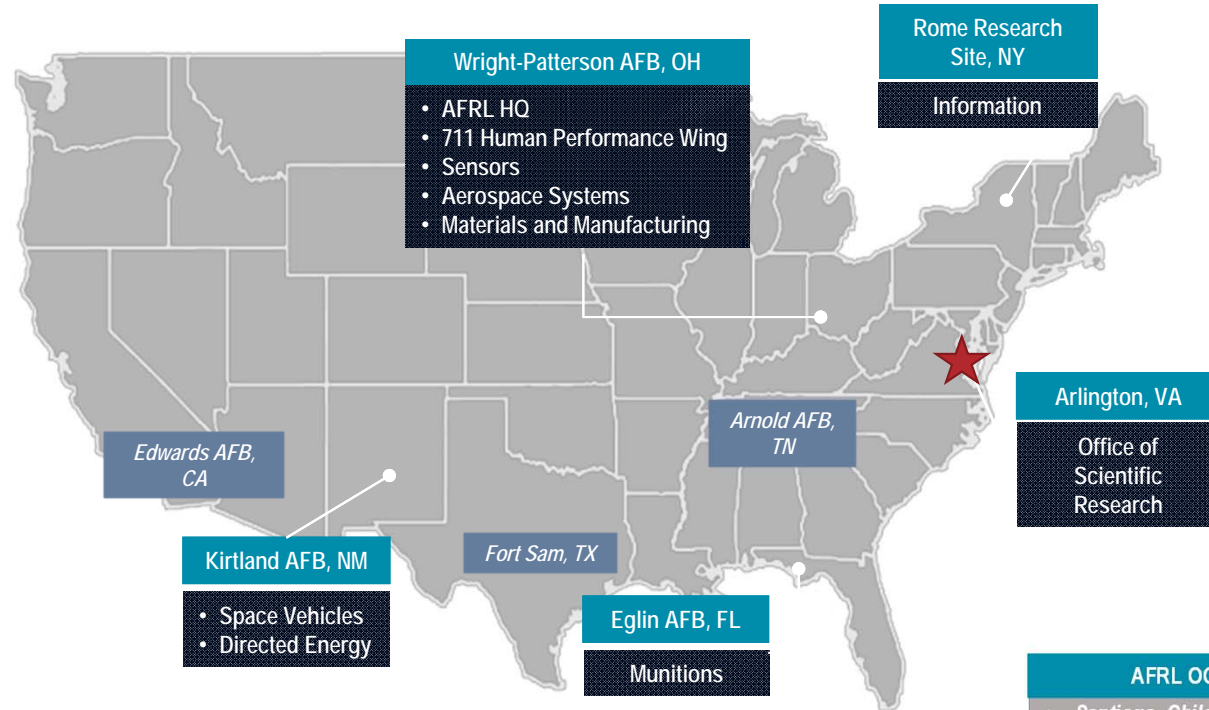 Rome Research
Site, NY
Information
Wright-Patterson AFB, OH
• AFRL HQ
• 711 Human Performance Wing
• Sensors
• Aerospace Systems
• Materials and Manufacturing
Arlington, VA
Office of
Scientific
Research
Arnold AFB,
TN
Edwards AFB,
CA
Fort Sam, TX
Kirtland AFB, NM
• Space Vehicles
• Directed Energy
Eglin AFB, FL
Munitions
AFRL